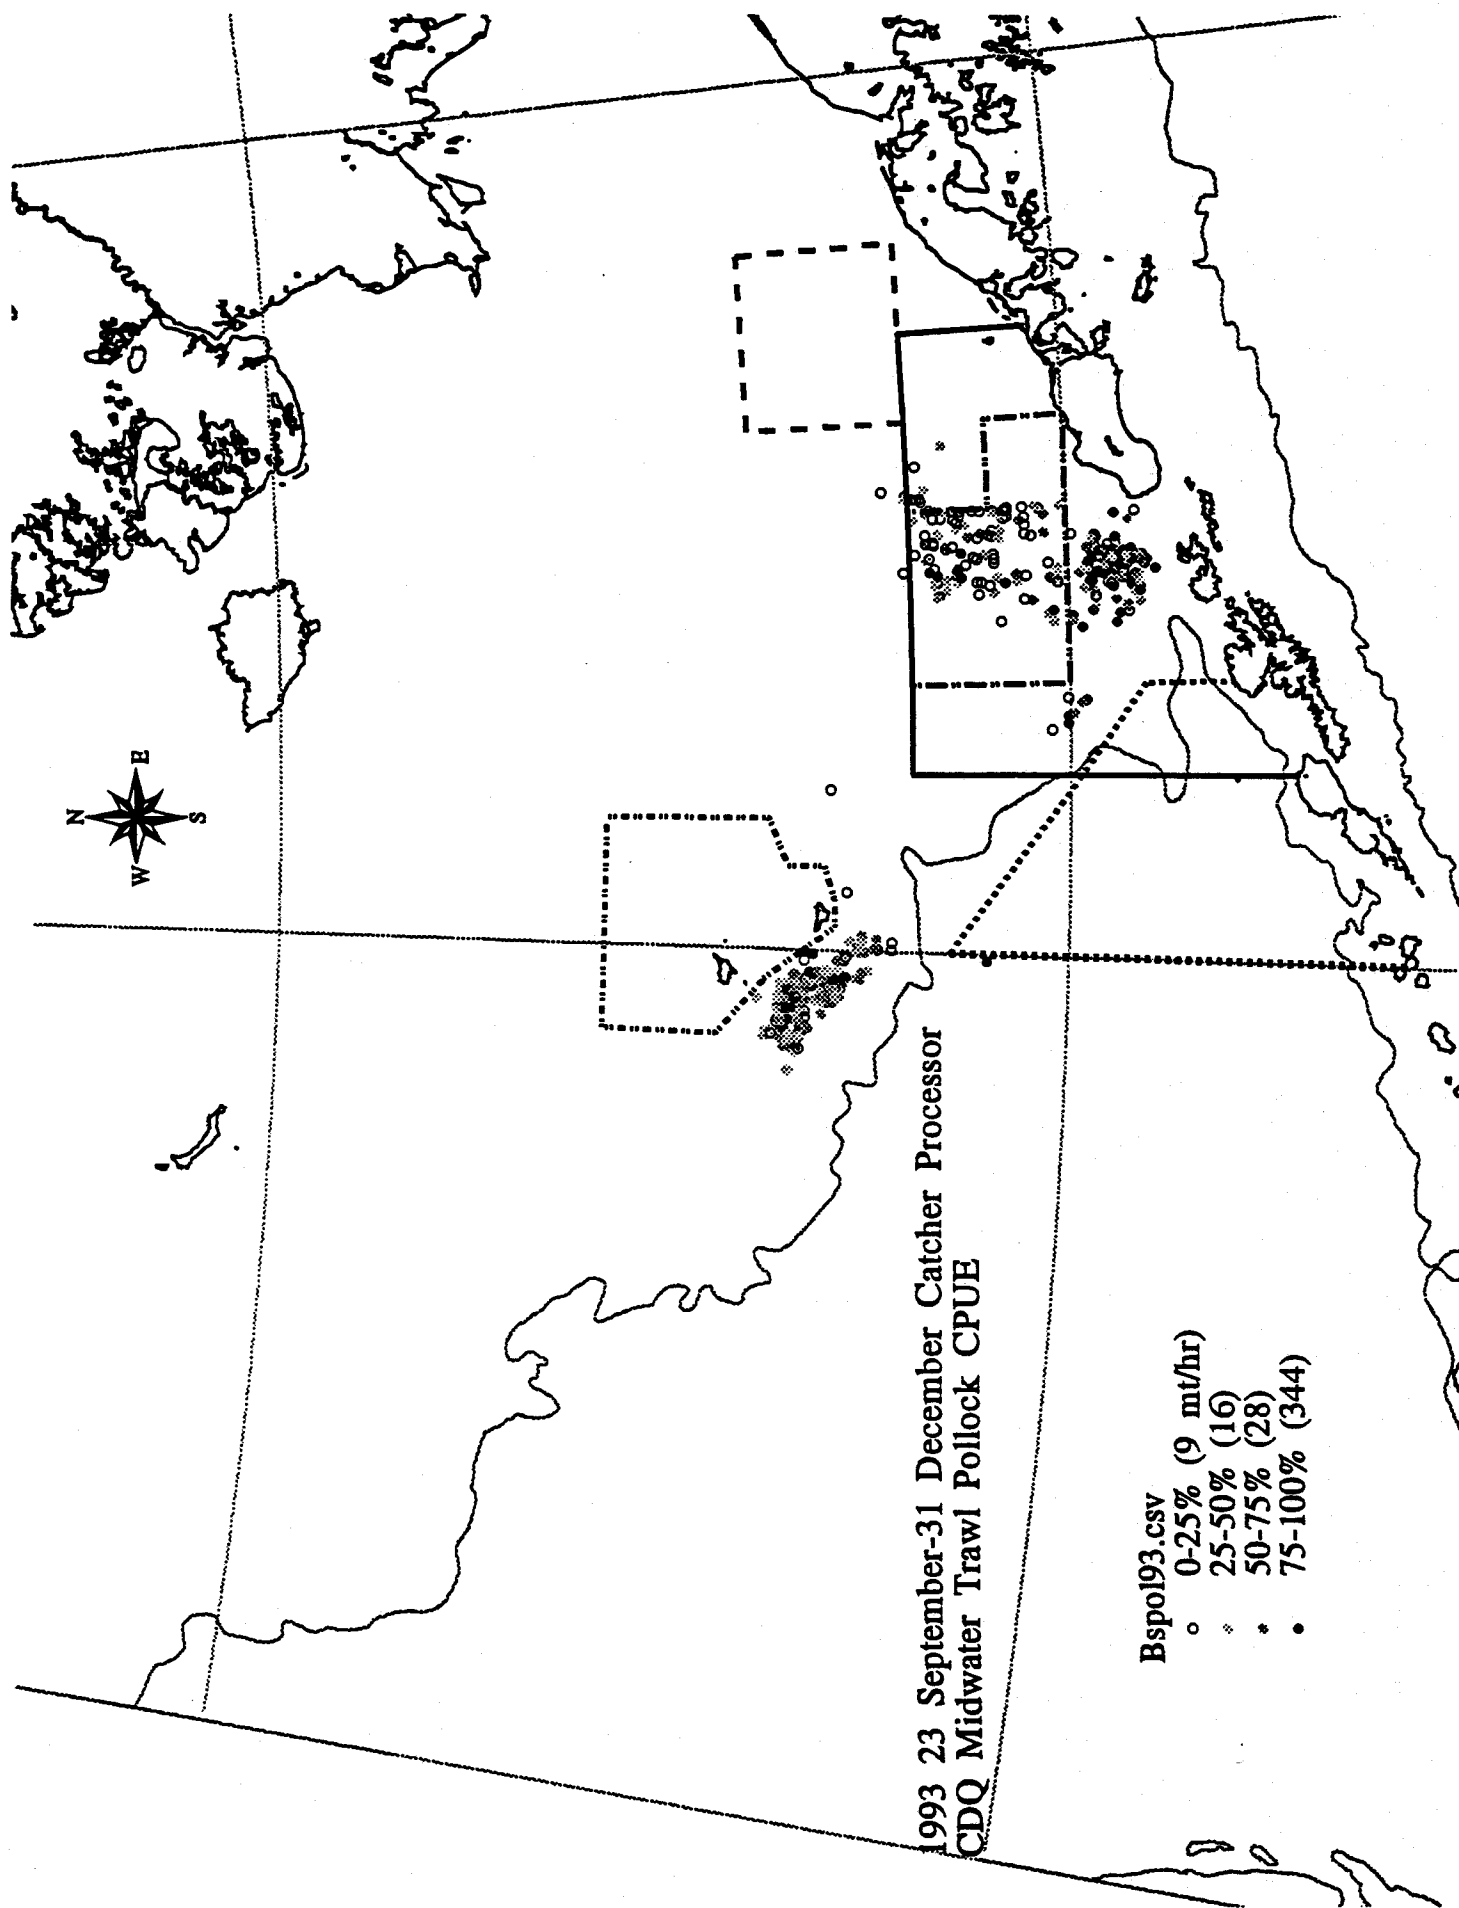 N
W
E
S
1993 23 September-31 December Catcher Processor
CDQ Midwater Trawl Pollock CPUE
Bspol93.csv
0-25% (9 mt/hr)
25-50% (16)
50-75% (28)
75-100% (344)